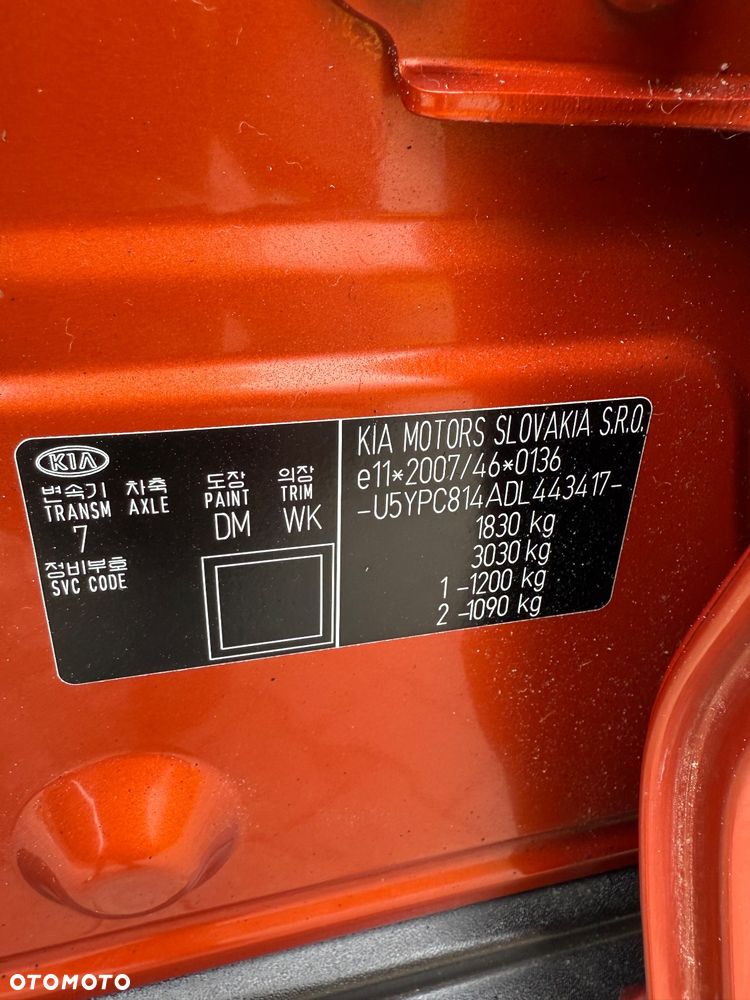 KIA
변속기 차축 도장 의장
TRANSM AXLE PAINT TRIM
7 DM WK
정비부호
SVC CODE
KIA MOTORS SLOVAKIA S.R.O.
e11*2007/46*0136
-U5YPC814ADL443417-
1830 kg
3030 kg
1 -1200 kg
2 -1090 kg
OTOMOTO